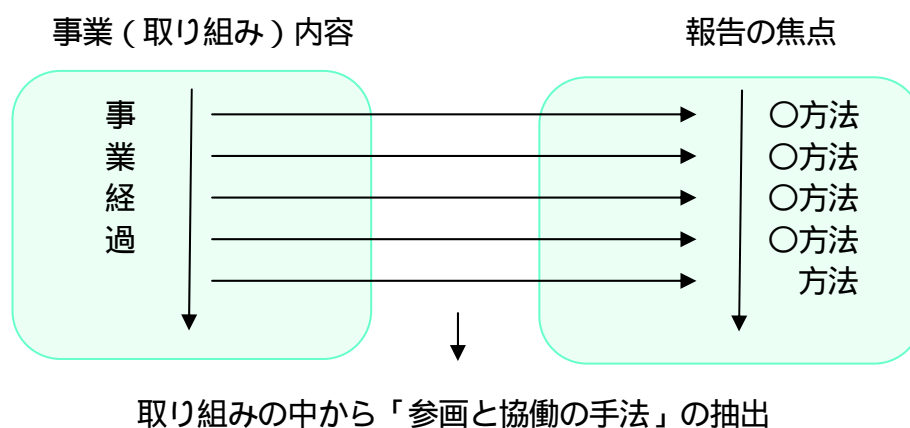 事業（取り組み）内容
報告の焦点
事業経過
〇方法
〇方法
〇方法
〇方法
方法
取り組みの中から「参画と協働の手法」の抽出